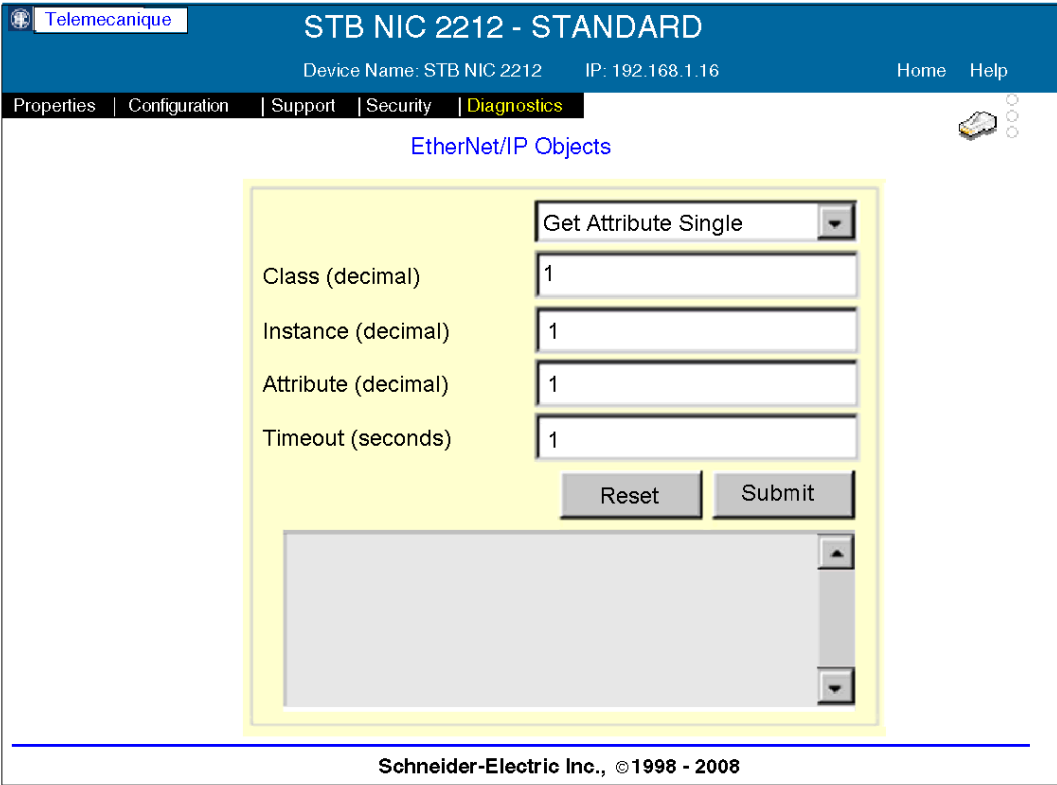 Telemecanique
STB NIC 2212 - STANDARD
Device Name: STB NIC 2212 IP: 192.168.1.16 Home Help
Properties | Configuration | Support | Security | Diagnostics
EtherNet/IP Objects
Get Attribute Single
Class (decimal) 1
Instance (decimal) 1
Attribute (decimal) 1
Timeout (seconds) 1
Reset Submit
Schneider-Electric Inc., ©1998 - 2008